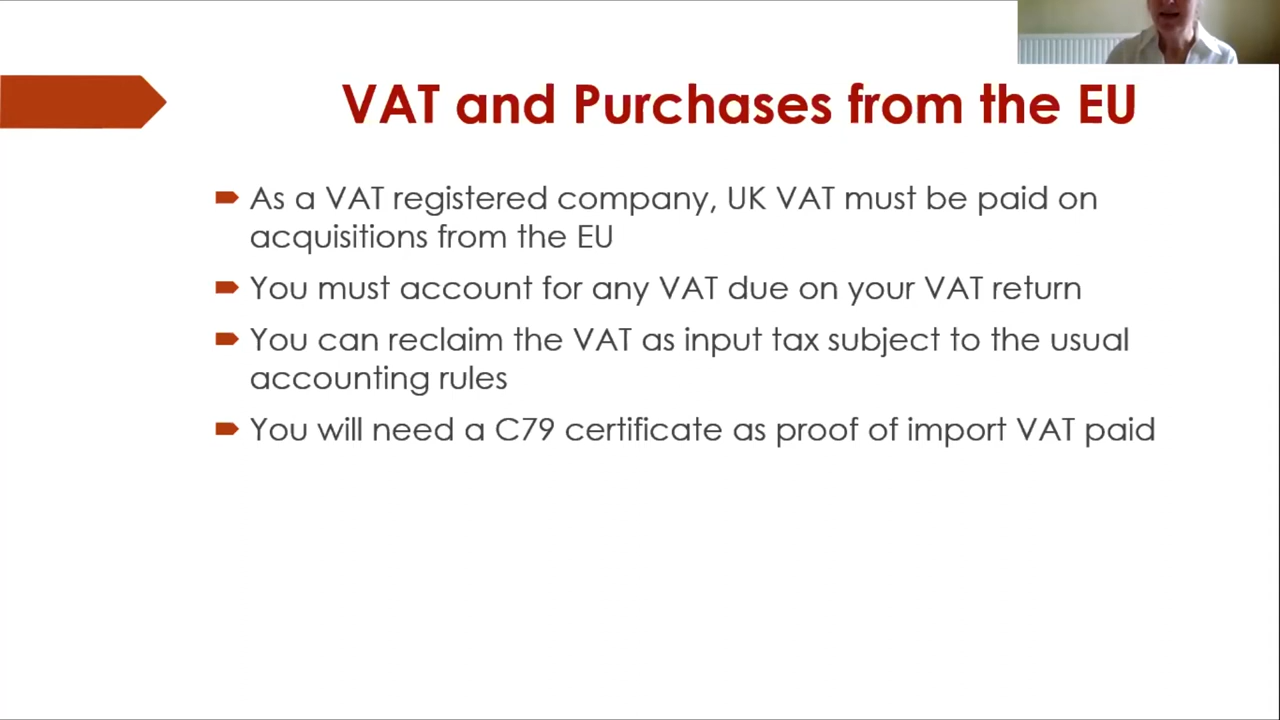 VAT and Purchases from the EU
As a VAT registered company, UK VAT must be paid on
acquisitions from the EU
You must account for any VAT due on your VAT return
You can reclaim the VAT as input tax subject to the usual
accounting rules
You will need a C79 certificate as proof of import VAT paid